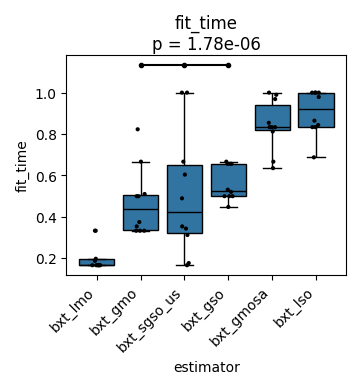 fit_time
p = 1.78e-06
fit_time
1.0
0.8
0.6
0.4
0.2
bxt_lmo
bxt_gmo
bxt_sgso_us
bxt_gso
bxt_gmosa
bxt_lso
estimator